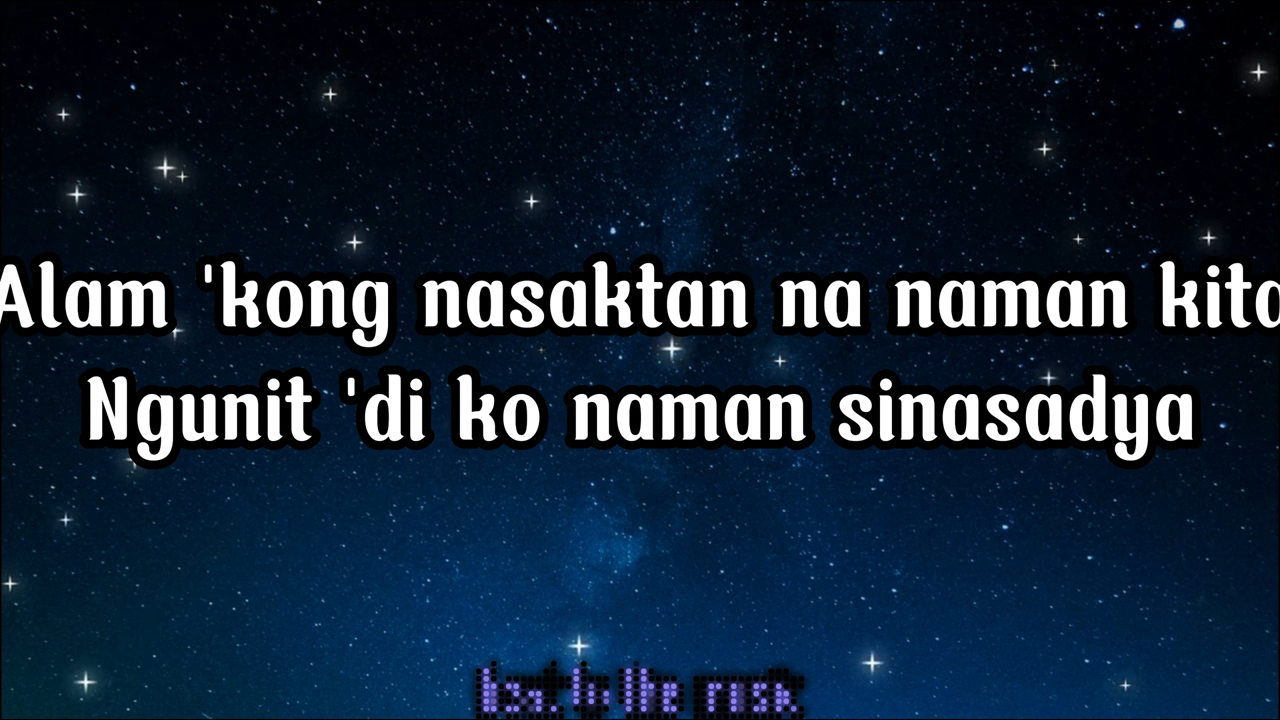 Alam 'kong nasaktan na naman kita
Ngunit 'di ko naman sinasadya